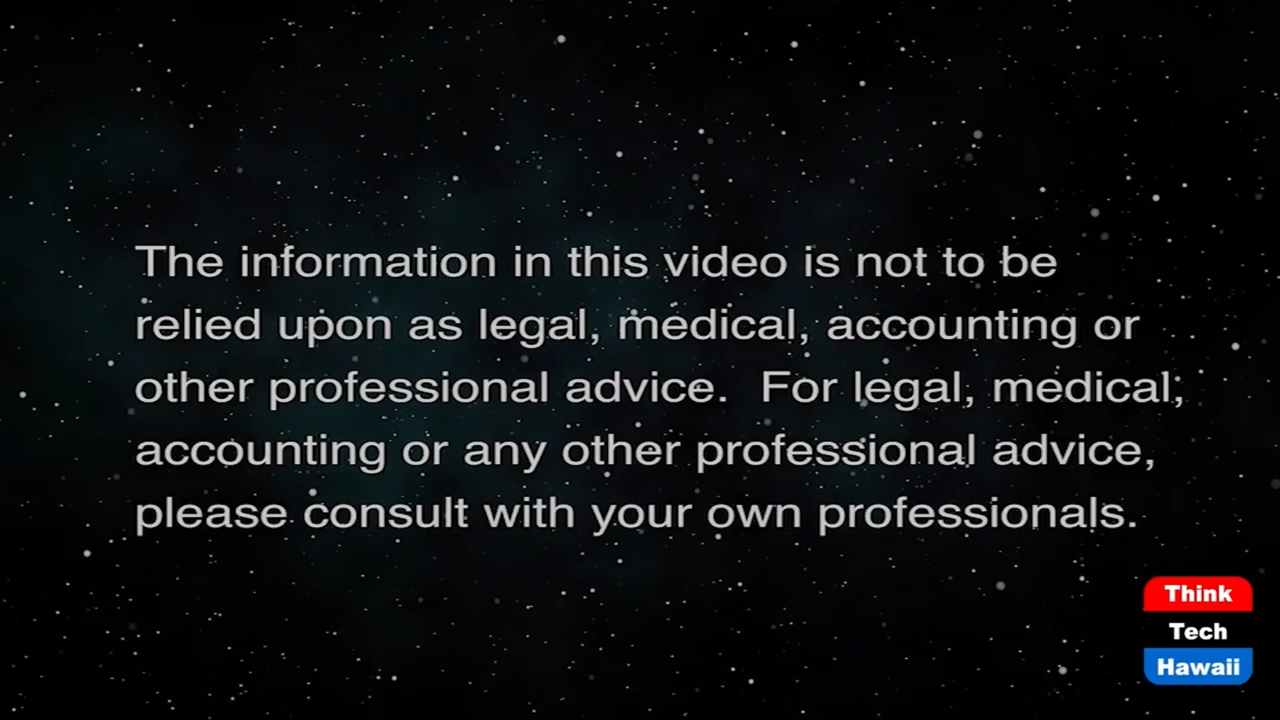 The information in this video is not to be
relied upon as legal, medical, accounting or
other professional advice.  For legal, medical,
accounting or any other professional advice,
please consult with your own professionals.
Think
Tech
Hawaii